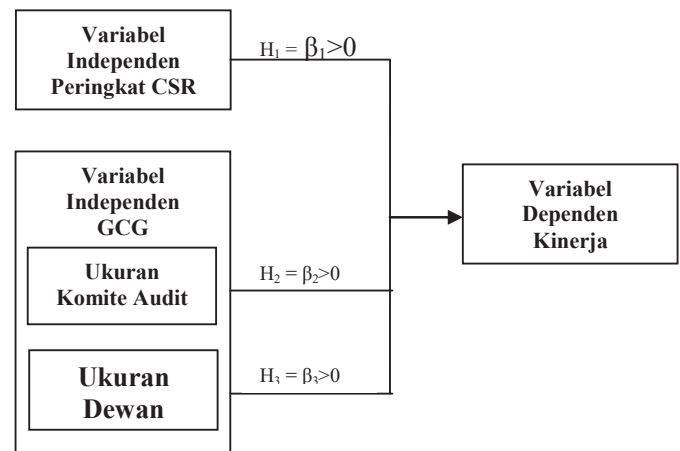 Variabel
Independen
Peringkat CSR
H₁ = β₁>0
Variabel
Independen
GCG
Ukuran
Komite Audit
H₂ = β₂>0
Ukuran
Dewan
H₃ = β₃>0
Variabel
Dependen
Kinerja